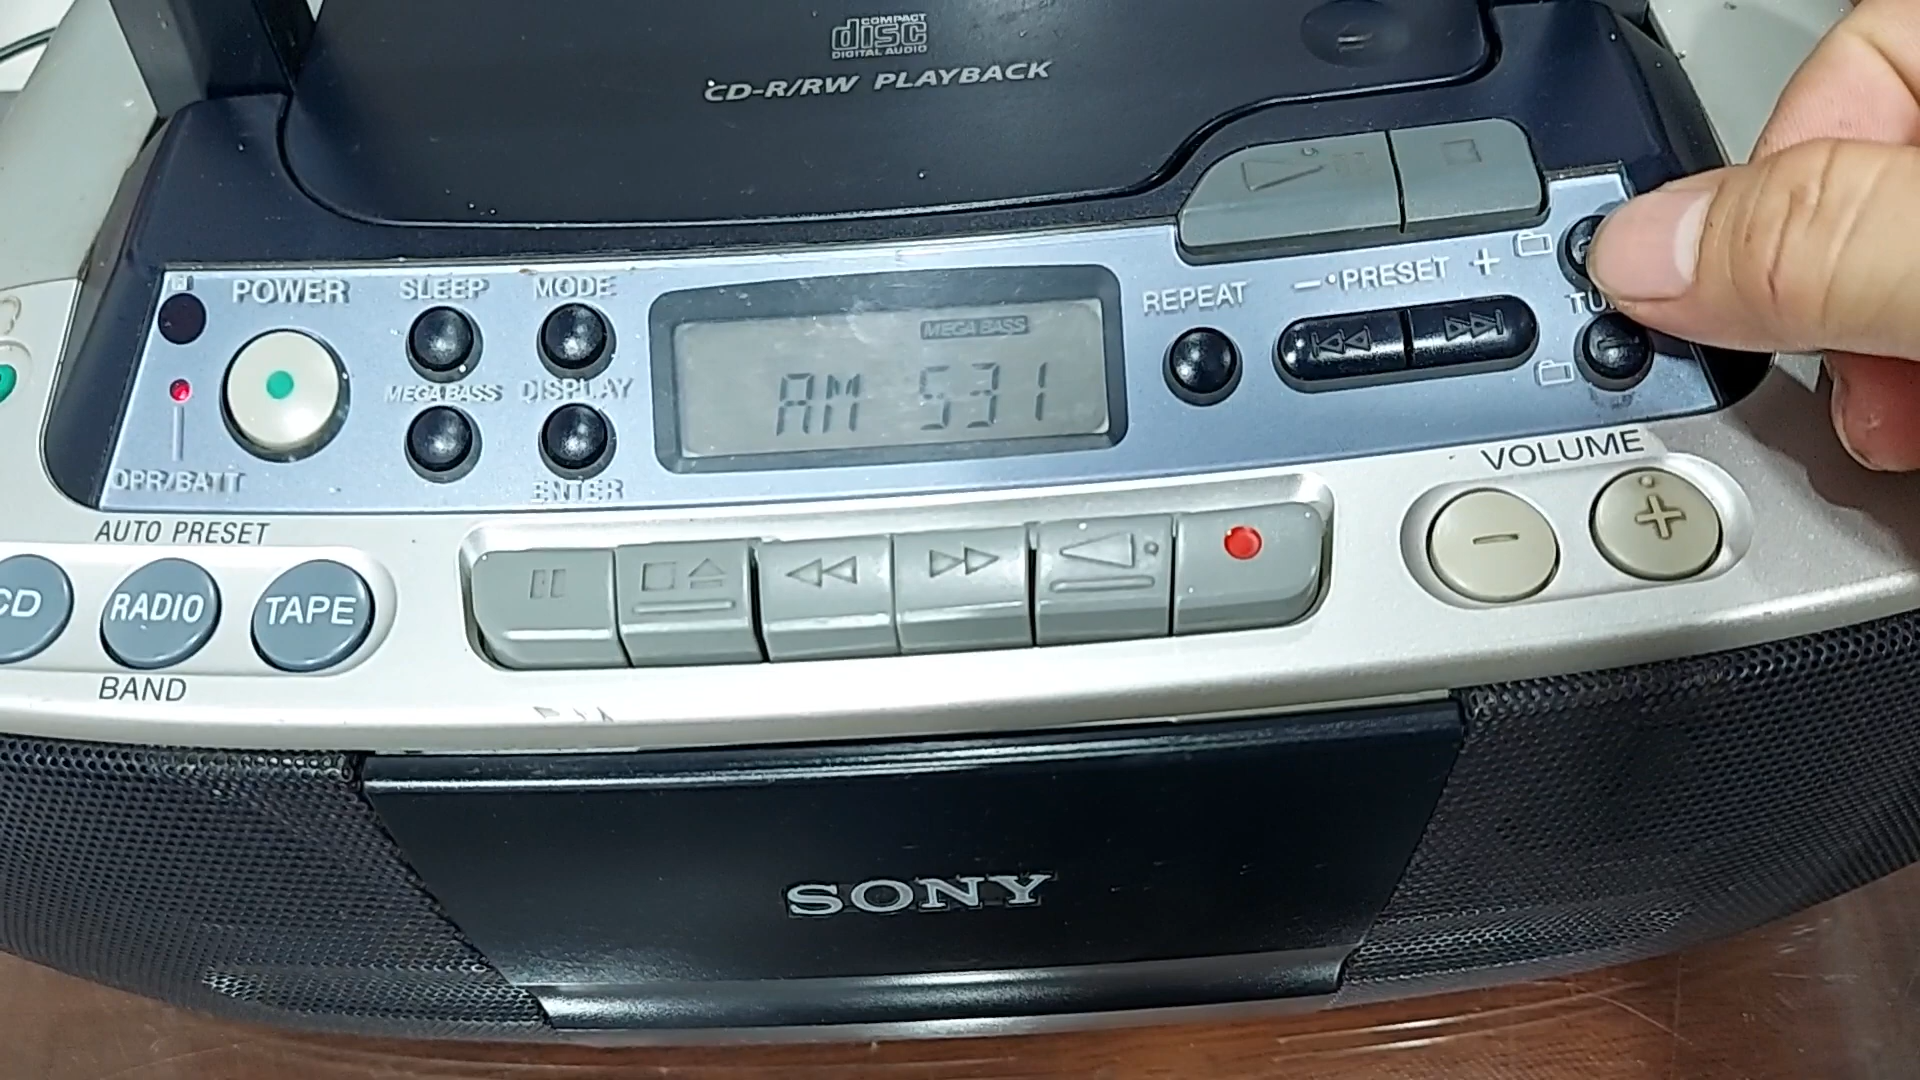 COMPACT
disc
DIGITAL AUDIO
CD-R/RW PLAYBACK
POWER
SLEEP
MODE
MEGA BASS
AM 531
REPEAT
− PRESET +
MEGA BASS
DISPLAY
OPR/BATT
ENTER
VOLUME
AUTO PRESET
CD
RADIO
TAPE
BAND
SONY